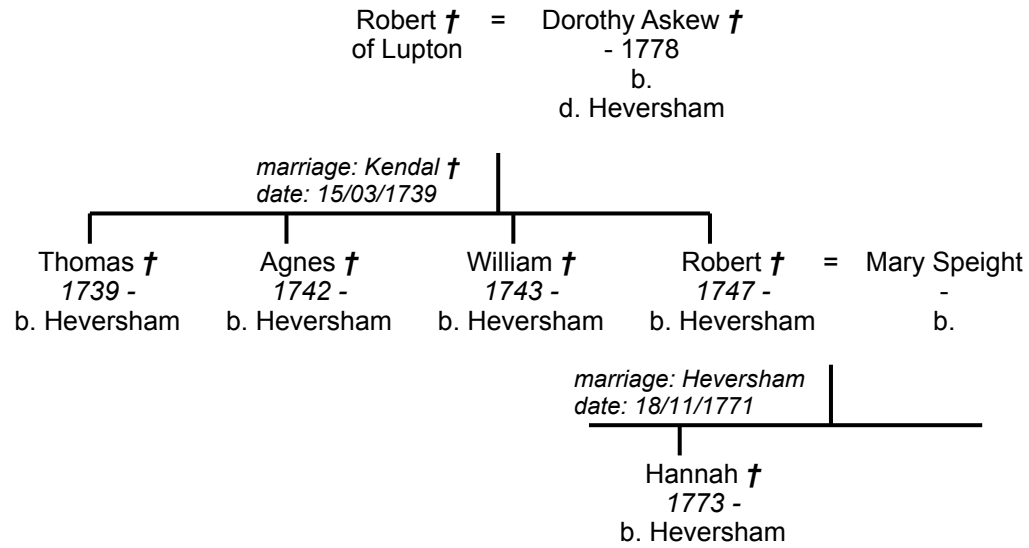 Robert † = Dorothy Askew †
of Lupton - 1778
b.
d. Heversham
marriage: Kendal †
date: 15/03/1739
Thomas † Agnes † William † Robert † = Mary Speight
1739 - 1742 - 1743 - 1747 - -
b. Heversham b. Heversham b. Heversham b. Heversham b.
marriage: Heversham
date: 18/11/1771
Hannah †
1773 -
b. Heversham